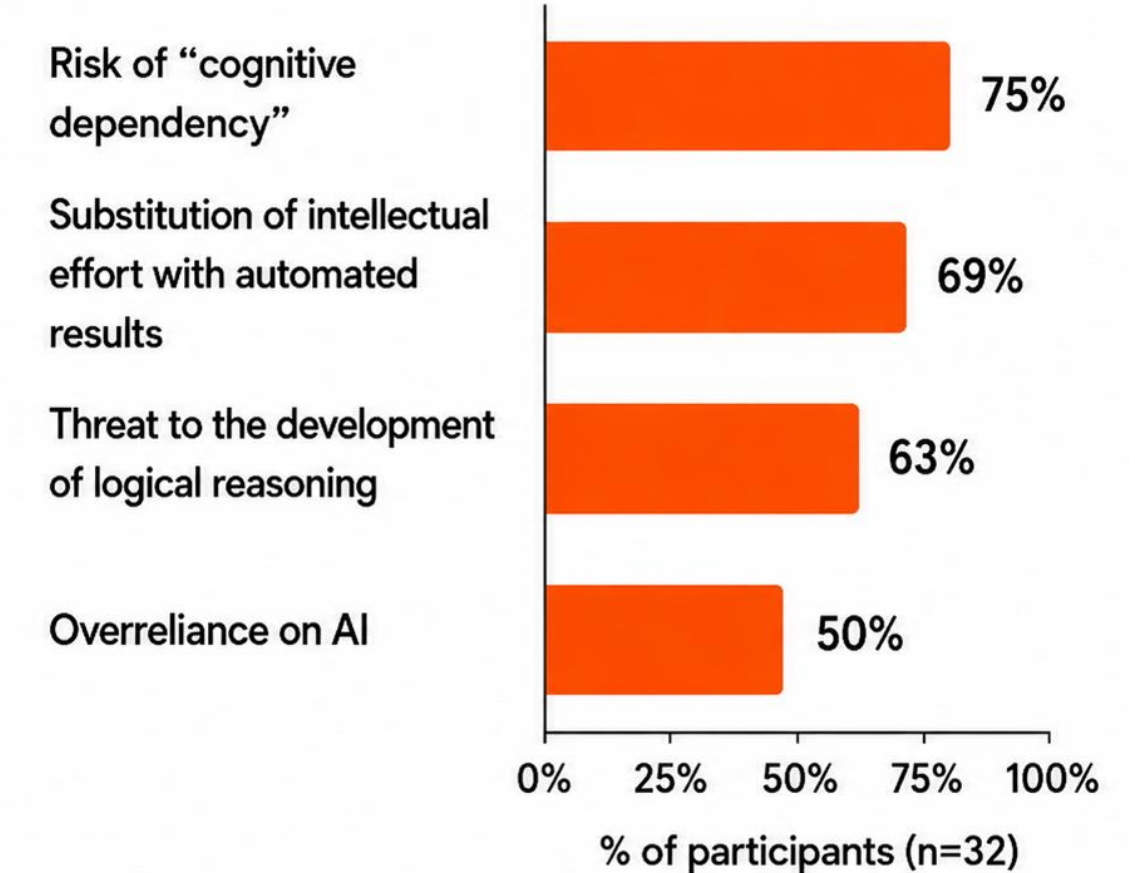 Risk of “cognitive
dependency”
75%
Substitution of intellectual
effort with automated
results
69%
Threat to the development
of logical reasoning
63%
Overreliance on AI
50%
0% 25% 50% 75% 100%
% of participants (n=32)